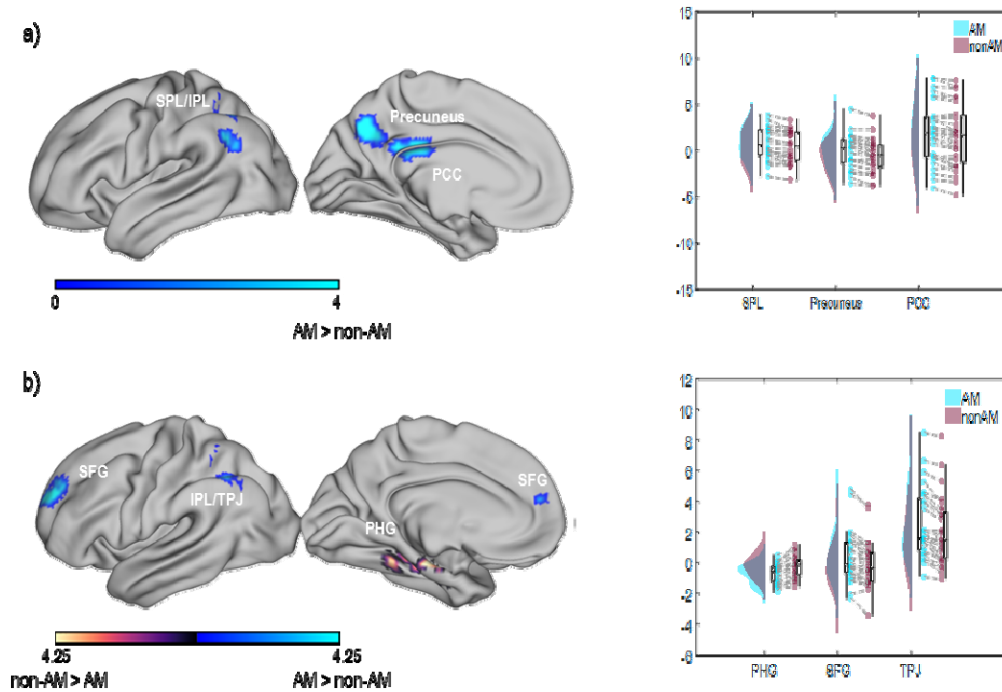 a)
SPL/IPL
Precuneus
PCC
0 4
AM > non-AM
15
10
5
0
-5
-10
-15
AM
nonAM
SPL Precuneus PCC
b)
SFG
IPL/TPJ
PHG
SFG
4.25 4.25
non-AM > AM AM > non-AM
12
10
8
6
4
2
0
-2
-4
-6
AM
nonAM
PHG SFG TPJ